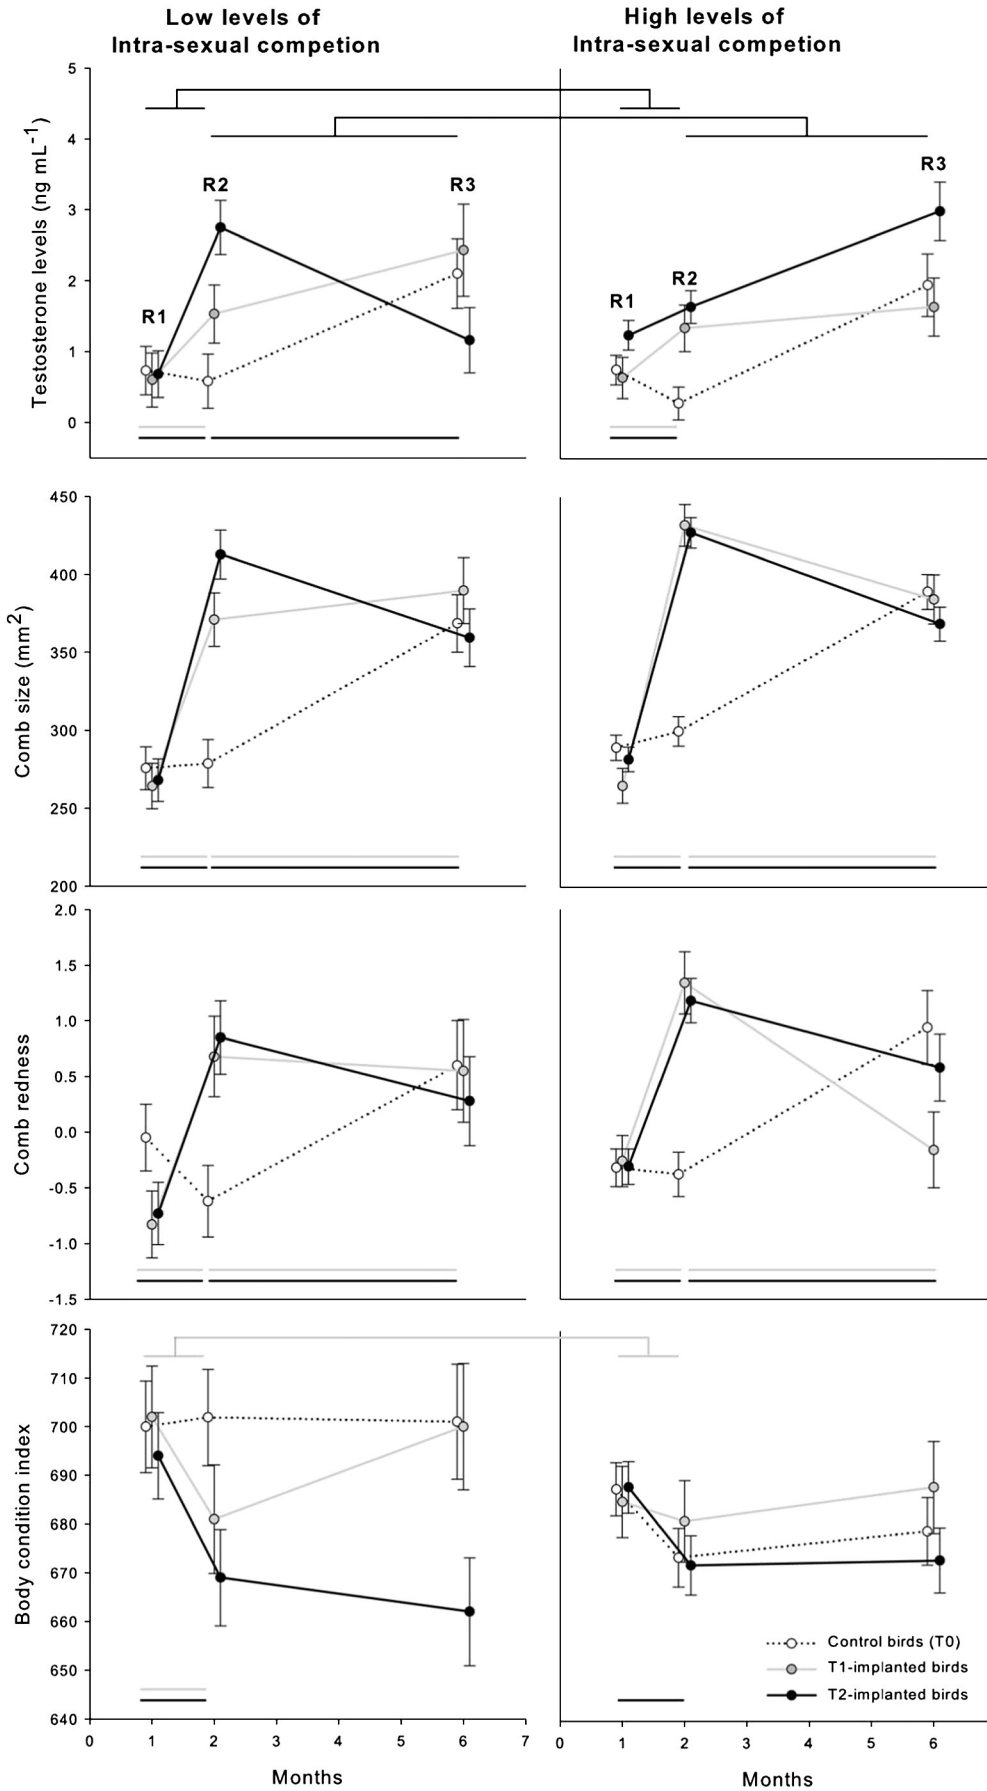 Low levels of
Intra-sexual competion
High levels of
Intra-sexual competion
Testosterone levels (ng mL⁻¹)
5
4
3
2
1
0
R1
R2
R3
R1
R2
R3
Comb size (mm²)
450
400
350
300
250
200
Comb redness
2.0
1.5
1.0
0.5
0.0
-0.5
-1.0
-1.5
Body condition index
720
710
700
690
680
670
660
650
640
Control birds (T0)
T1-implanted birds
T2-implanted birds
0 1 2 3 4 5 6 7
0 1 2 3 4 5 6
Months
Months